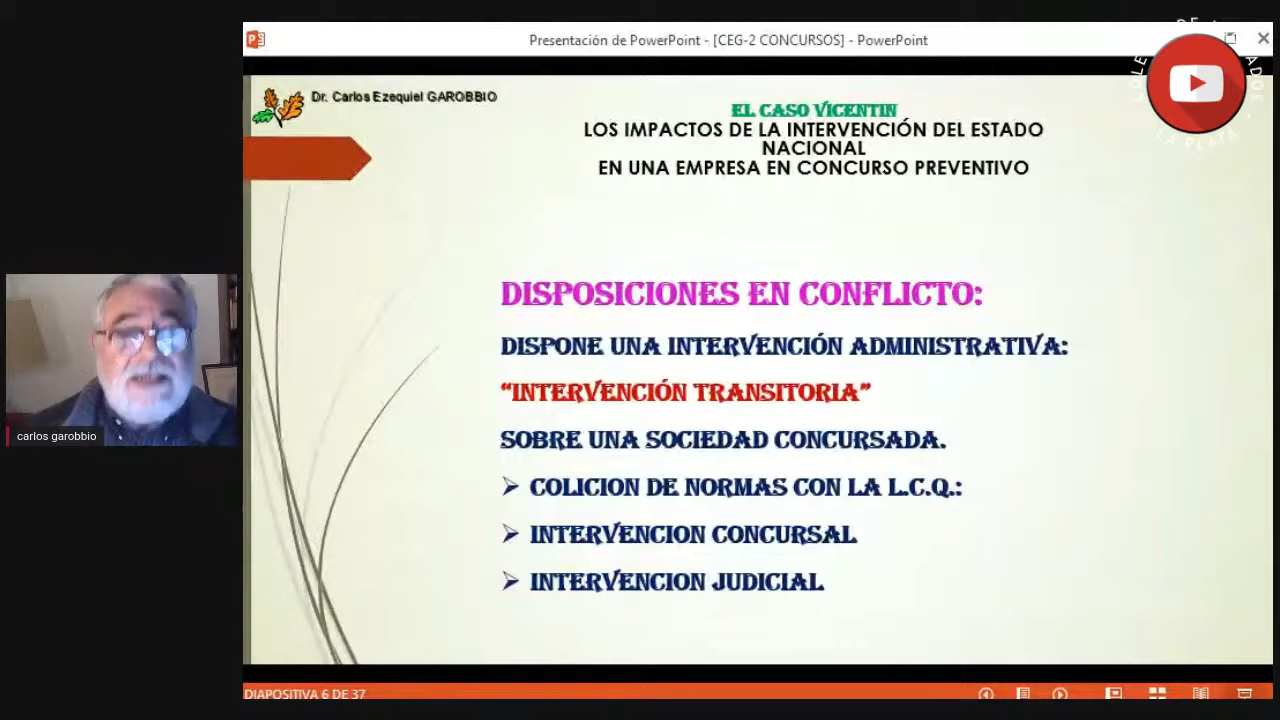 Presentación de PowerPoint - [CEG-2 CONCURSOS] - PowerPoint
Dr. Carlos Ezequiel GAROBBIO
EL CASO VICENTIN
LOS IMPACTOS DE LA INTERVENCIÓN DEL ESTADO
NACIONAL
EN UNA EMPRESA EN CONCURSO PREVENTIVO
DISPOSICIONES EN CONFLICTO:
DISPONE UNA INTERVENCIÓN ADMINISTRATIVA:
“INTERVENCIÓN TRANSITORIA”
SOBRE UNA SOCIEDAD CONCURSADA.
➢ COLICION DE NORMAS CON LA L.C.Q.:
➢ INTERVENCION CONCURSAL
➢ INTERVENCION JUDICIAL
carlos garobbio
DIAPOSITIVA 6 DE 37
LA PLATA